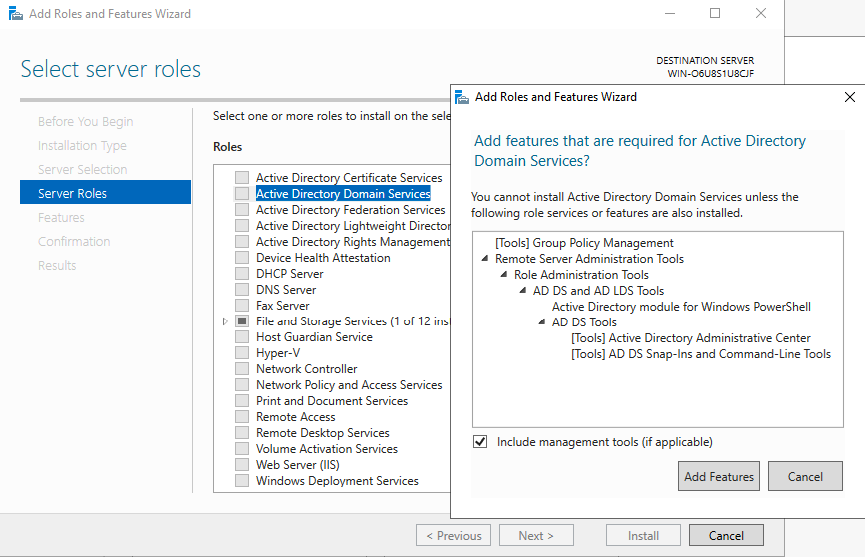 Add Roles and Features Wizard
Select server roles
DESTINATION SERVER
WIN-O6U8S1U8CJF
Before You Begin
Installation Type
Server Selection
Server Roles
Features
Confirmation
Results
Select one or more roles to install on the
Roles
Active Directory Certificate Services
Active Directory Domain Services
Active Directory Federation Services
Active Directory Lightweight
Active Directory Rights Management
Device Health Attestation
DHCP Server
DNS Server
Fax Server
File and Storage Services (1 of 12
Host Guardian Service
Hyper-V
Network Controller
Network Policy and Access Services
Print and Document Services
Remote Access
Remote Desktop Services
Volume Activation Services
Web Server (IIS)
Windows Deployment Services
< Previous
Next >
Install
Cancel
Add Roles and Features Wizard
Add features that are required for Active Directory
Domain Services?
You cannot install Active Directory Domain Services unless the
following role services or features are also installed.
[Tools] Group Policy Management
Remote Server Administration Tools
Role Administration Tools
AD DS and AD LDS Tools
Active Directory module for Windows PowerShell
AD DS Tools
[Tools] Active Directory Administrative Center
[Tools] AD DS Snap-Ins and Command-Line Tools
Include management tools (if applicable)
Add Features
Cancel